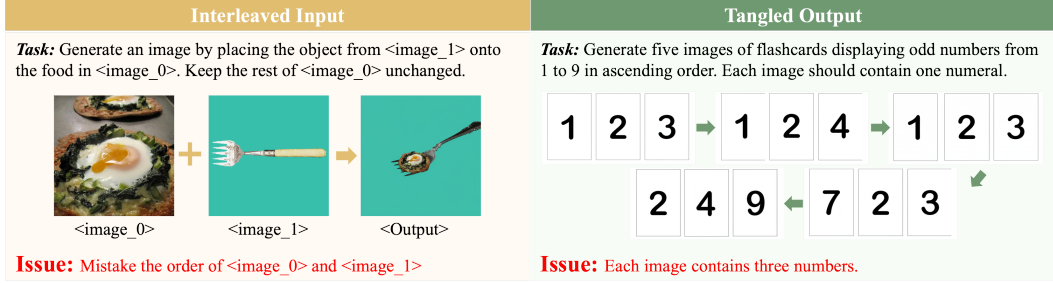 Interleaved Input
Task: Generate an image by placing the object from <image_1> onto
the food in <image_0>. Keep the rest of <image_0> unchanged.
<image_0>
<image_1>
<Output>
Issue: Mistake the order of <image_0> and <image_1>
Tangled Output
Task: Generate five images of flashcards displaying odd numbers from
1 to 9 in ascending order. Each image should contain one numeral.
1 2 3
1 2 4
1 2 3
2 4 9
7 2 3
Issue: Each image contains three numbers.